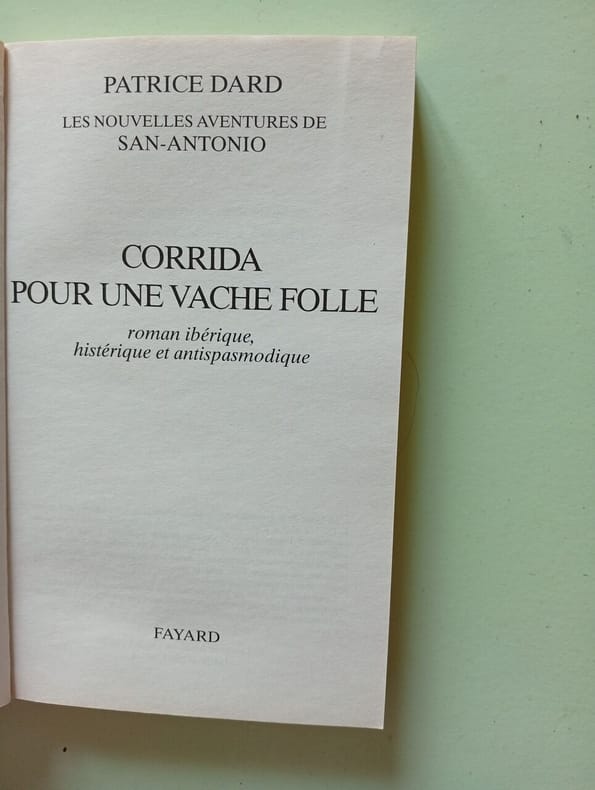 PATRICE DARD
LES NOUVELLES AVENTURES DE
SAN-ANTONIO
CORRIDA
POUR UNE VACHE FOLLE
roman ibérique,
histérique et antispasmodique
FAYARD